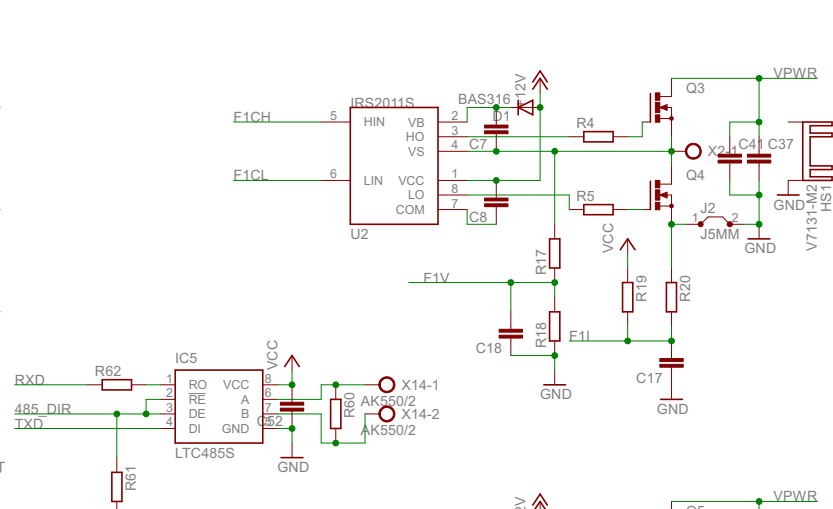 VPWR
Q3
12V
BAS316
D1
IRS2011S
F1CH
5
HIN
VB
2
HO
3
VS
4
C7
R4
X2-1
C41
C37
F1CL
6
LIN
VCC
1
LO
8
COM
7
C8
U2
R5
Q4
GND
V7131-M2
HS1
J2
1
2
J5MM
GND
VCC
R17
F1V
R19
R20
R18
C18
F1I
C17
GND
GND
IC5
VCC
R62
RXD
1
RO
VCC
8
2
RE
A
6
485_DIR
3
DE
B
7
TXD
4
DI
GND
C52
R60
X14-1
AK550/2
X14-2
AK550/2
LTC485S
GND
R61
T
VPWR